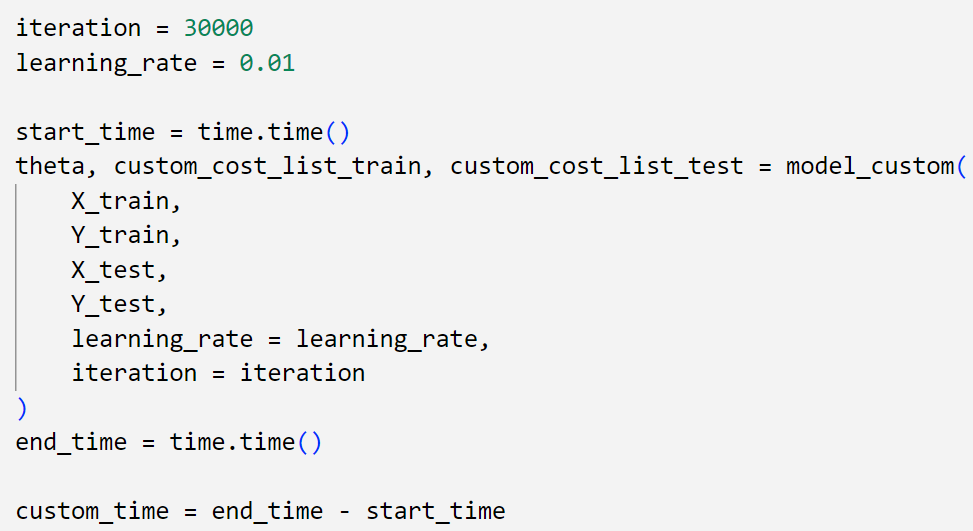 iteration = 30000
learning_rate = 0.01
start_time = time.time()
theta, custom_cost_list_train, custom_cost_list_test = model_custom(
X_train,
Y_train,
X_test,
Y_test,
learning_rate = learning_rate,
iteration = iteration
)
end_time = time.time()
custom_time = end_time - start_time